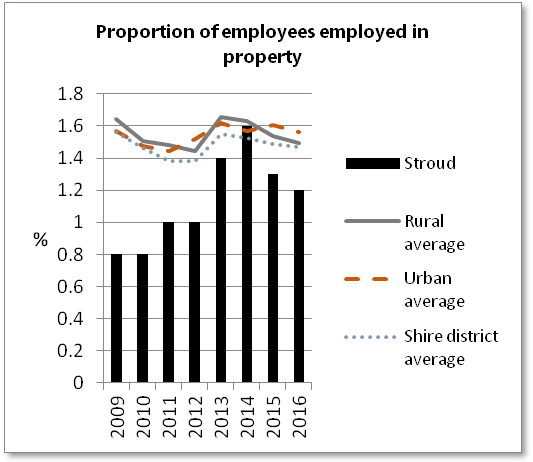 Proportion of employees employed in
property
1.8
1.6
1.4
1.2
1
0.8
0.6
0.4
0.2
0
%
2009
2010
2011
2012
2013
2014
2015
2016
Stroud
Rural
average
Urban
average
Shire district
average